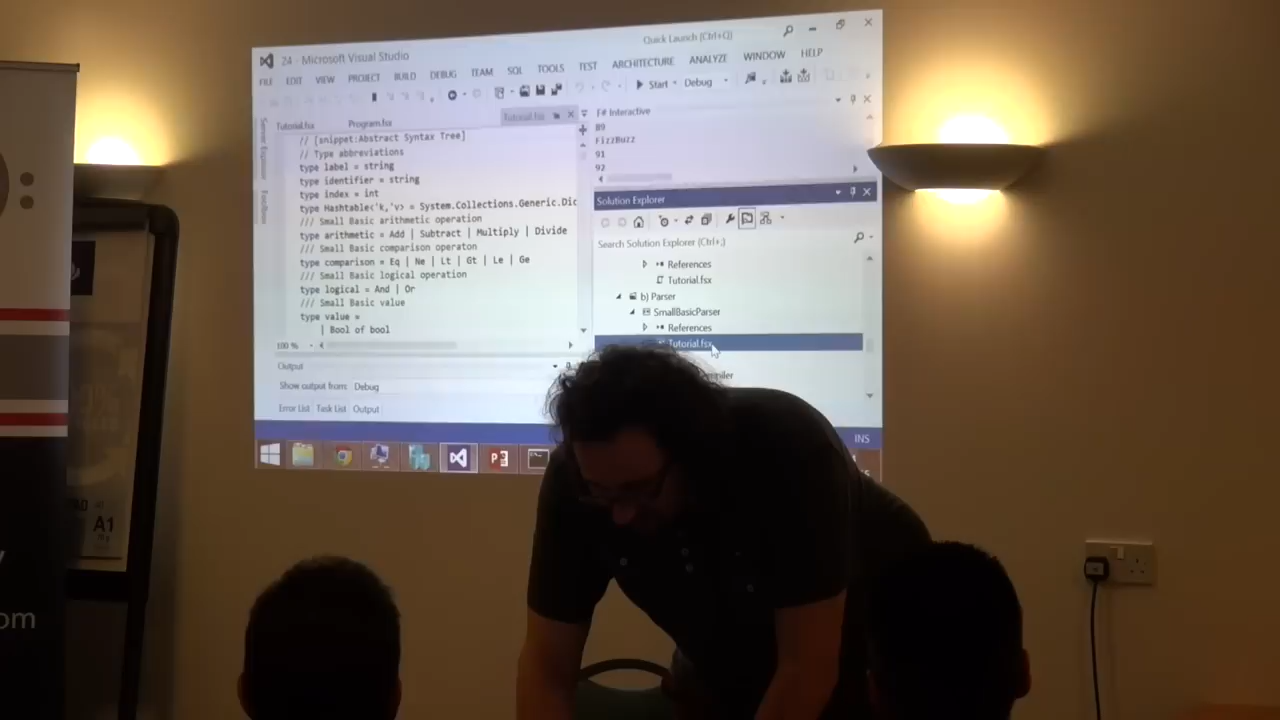 24 - Microsoft Visual Studio
Quick Launch (Ctrl+Q)
FILE EDIT VIEW PROJECT BUILD DEBUG TEAM SQL TOOLS TEST ARCHITECTURE ANALYZE WINDOW HELP
Start Debug
Server Explorer
Toolbox
Tutorial.fsx Program.fsx Tutorial.fsx
// [snippet:Abstract Syntax Tree]
// Type abbreviations
type label = string
type identifier = string
type index = int
type Hashtable<'k,'v> = System.Collections.Generic.Dic
/// Small Basic arithmetic operation
type arithmetic = Add | Subtract | Multiply | Divide
/// Small Basic comparison operaton
type comparison = Eq | Ne | Lt | Gt | Le | Ge
/// Small Basic logical operation
type logical = And | Or
/// Small Basic value
type value =
| Bool of bool
100 %
F# Interactive
89
FizzBuzz
91
92
Solution Explorer
Search Solution Explorer (Ctrl+;)
References
Tutorial.fsx
b) Parser
SmallBasicParser
References
Tutorial.fsx
Output
Show output from: Debug
Error List Task List Output
INS
A1
om